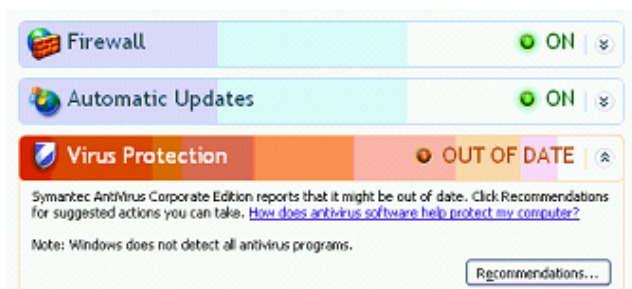 Firewall ON
Automatic Updates ON
Virus Protection OUT OF DATE
Symantec AntiVirus Corporate Edition reports that it might be out of date. Click Recommendations
for suggested actions you can take. How does antivirus software help protect my computer?
Note: Windows does not detect all antivirus programs.
Recommendations...